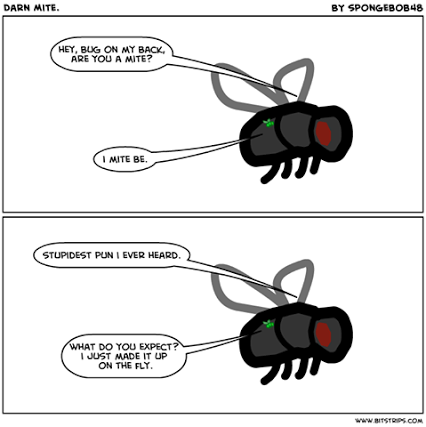 DARN MITE.
BY SPONGEBOB48
HEY, BUG ON MY BACK,
ARE YOU A MITE?
I MITE BE.
STUPIDEST PUN I EVER HEARD.
WHAT DO YOU EXPECT?
I JUST MADE IT UP
ON THE FLY.
WWW.BITSTRIPS.COM